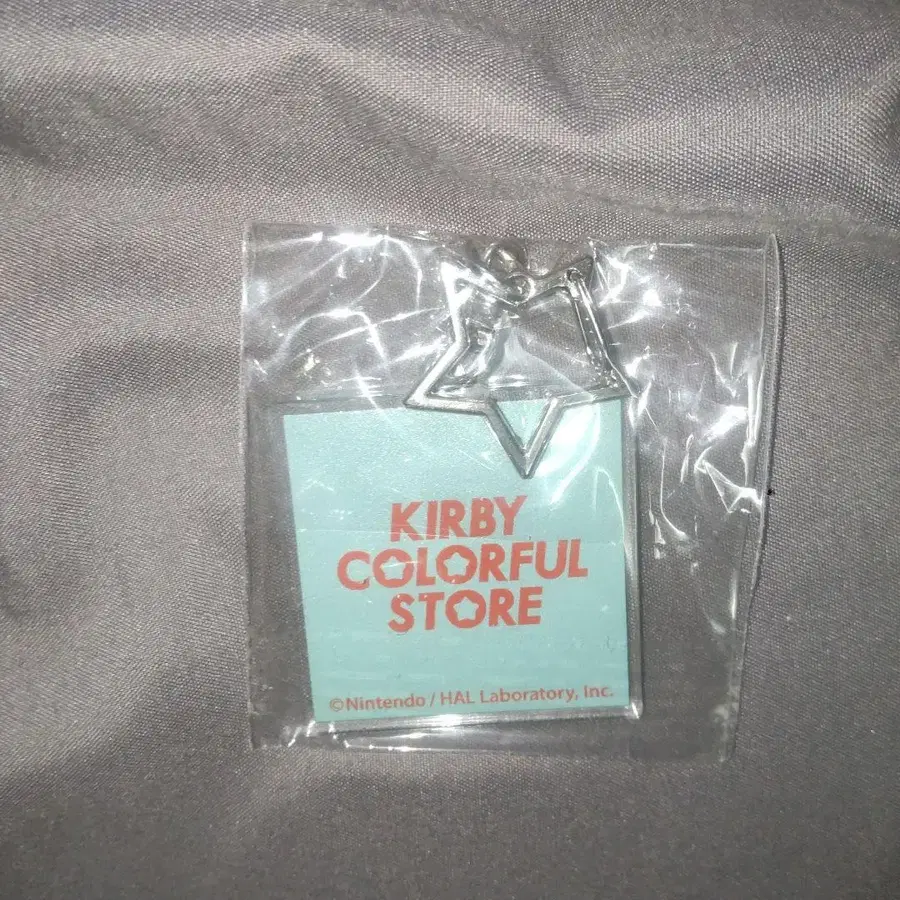 KIRBY
COLORFUL
STORE
©Nintendo / HAL Laboratory, Inc.